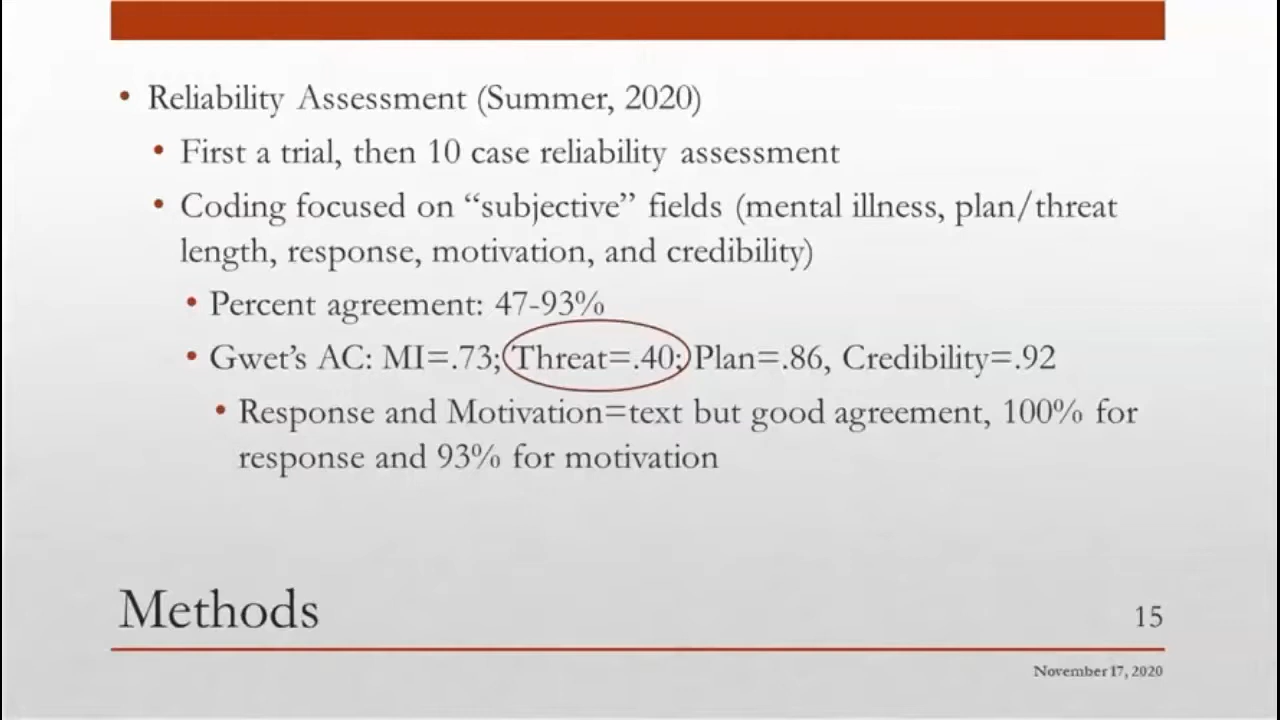 Reliability Assessment (Summer, 2020)
First a trial, then 10 case reliability assessment
Coding focused on “subjective” fields (mental illness, plan/threat
length, response, motivation, and credibility)
Percent agreement: 47-93%
Gwet’s AC: MI=.73; Threat=.40; Plan=.86, Credibility=.92
Response and Motivation=text but good agreement, 100% for
response and 93% for motivation
Methods
15
November 17, 2020